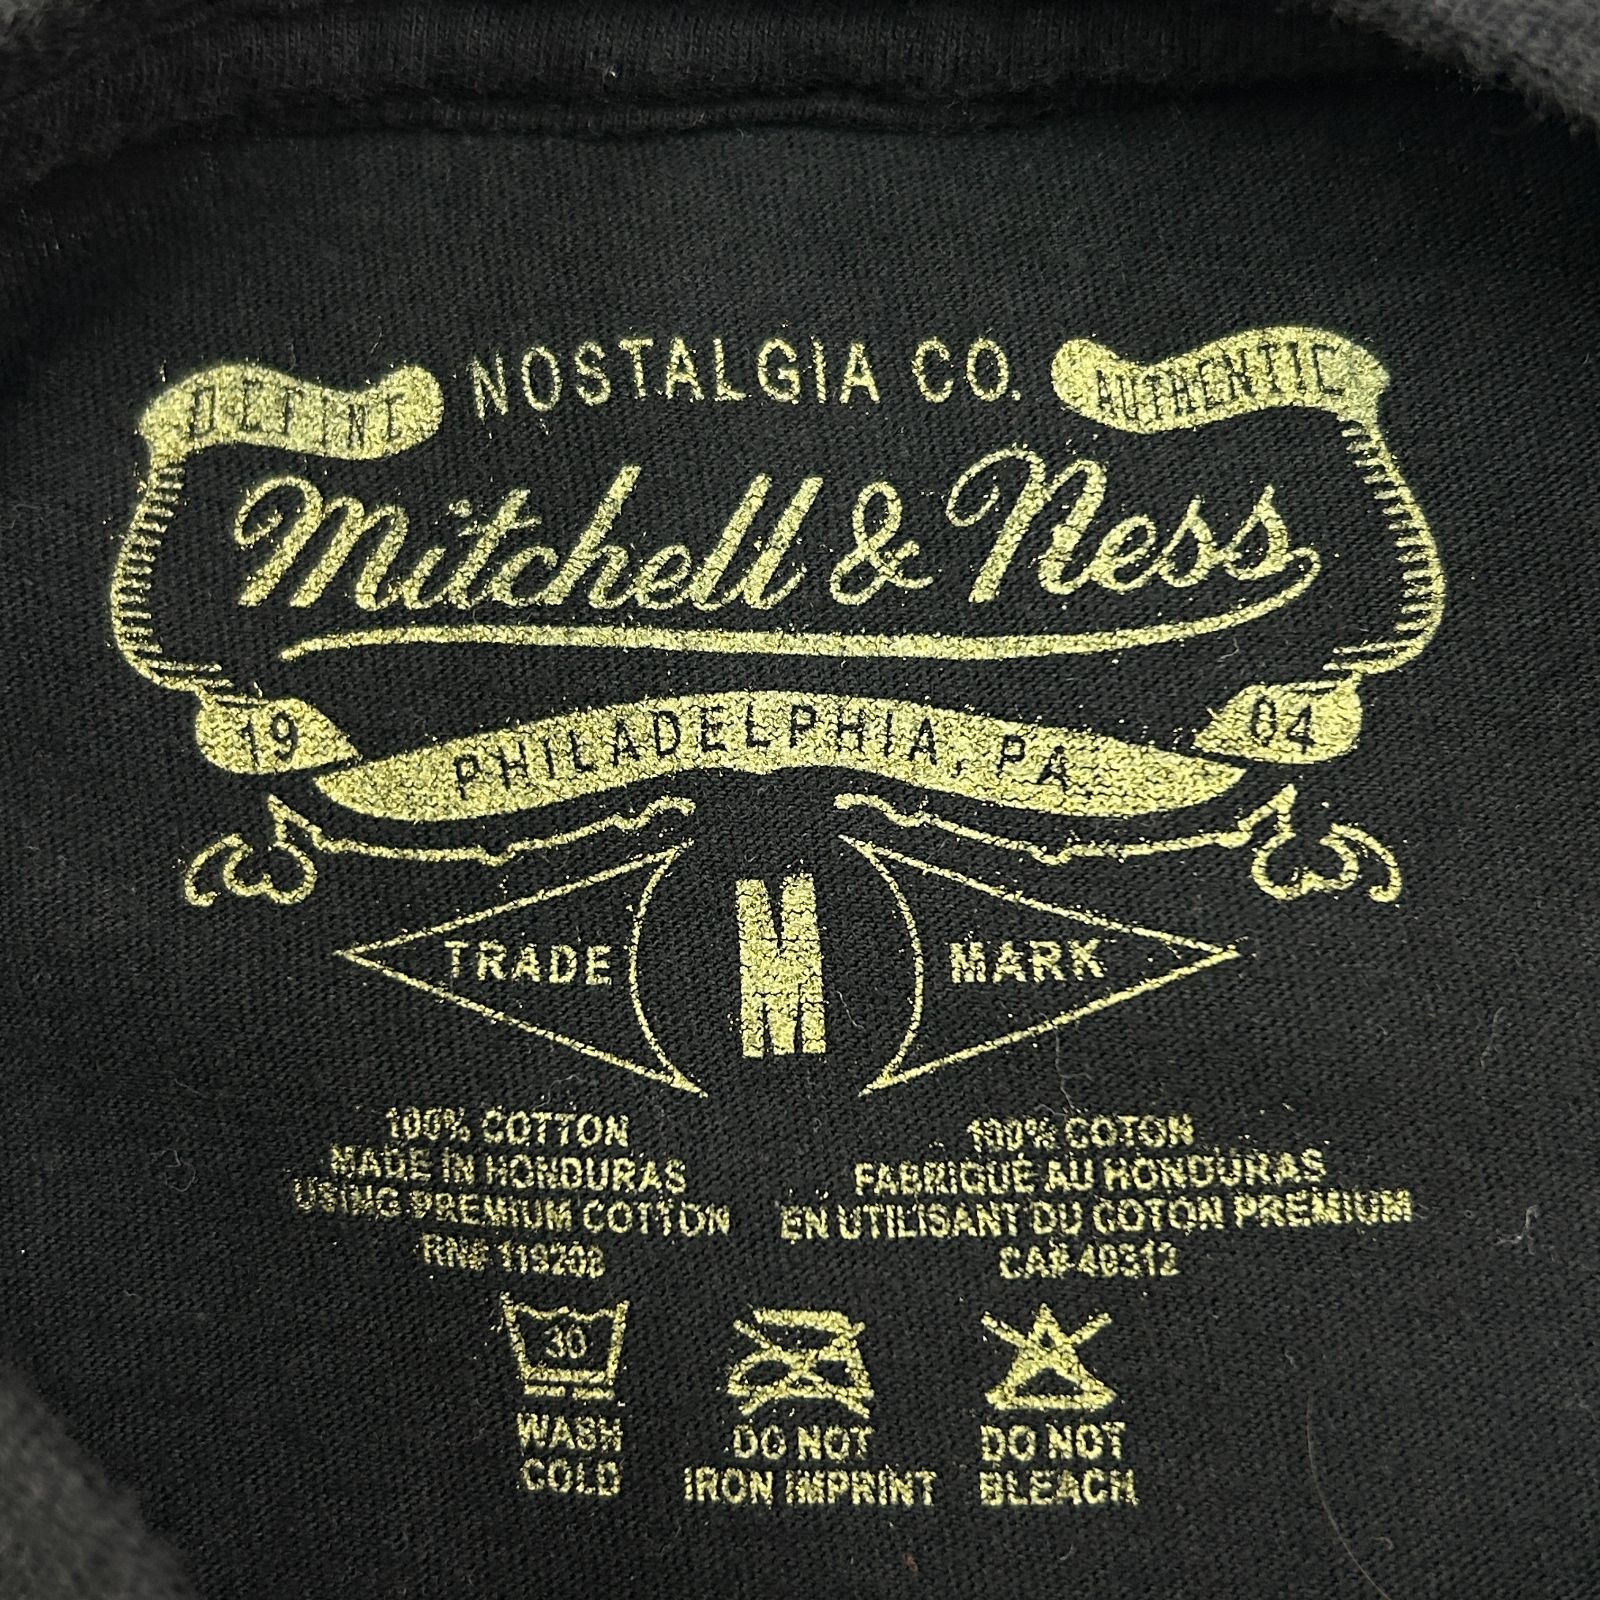 NOSTALGIA CO.
DEFINE
AUTHENTIC
Mitchell & Ness
19
04
PHILADELPHIA, PA.
TRADE
M
MARK
100% COTTON
MADE IN HONDURAS
USING PREMIUM COTTON
RN# 119208
100% COTON
FABRIQUÉ AU HONDURAS
EN UTILISANT DU COTON PREMIUM
CA# 40312
30
WASH
COLD
DO NOT
IRON IMPRINT
DO NOT
BLEACH